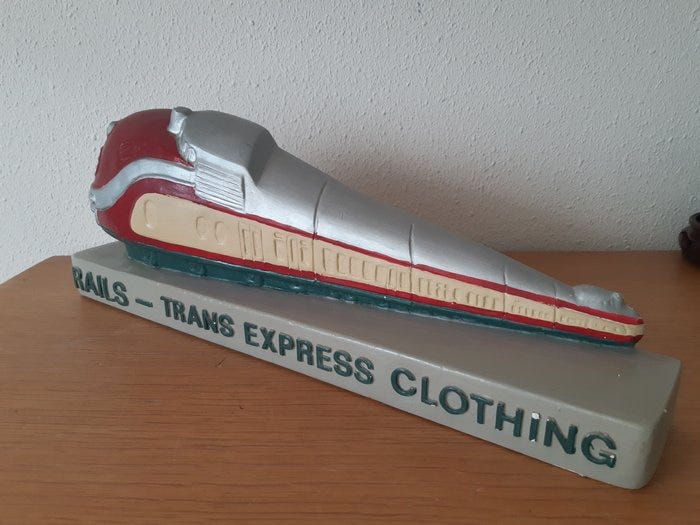 RAILS – TRANS EXPRESS CLOTHING